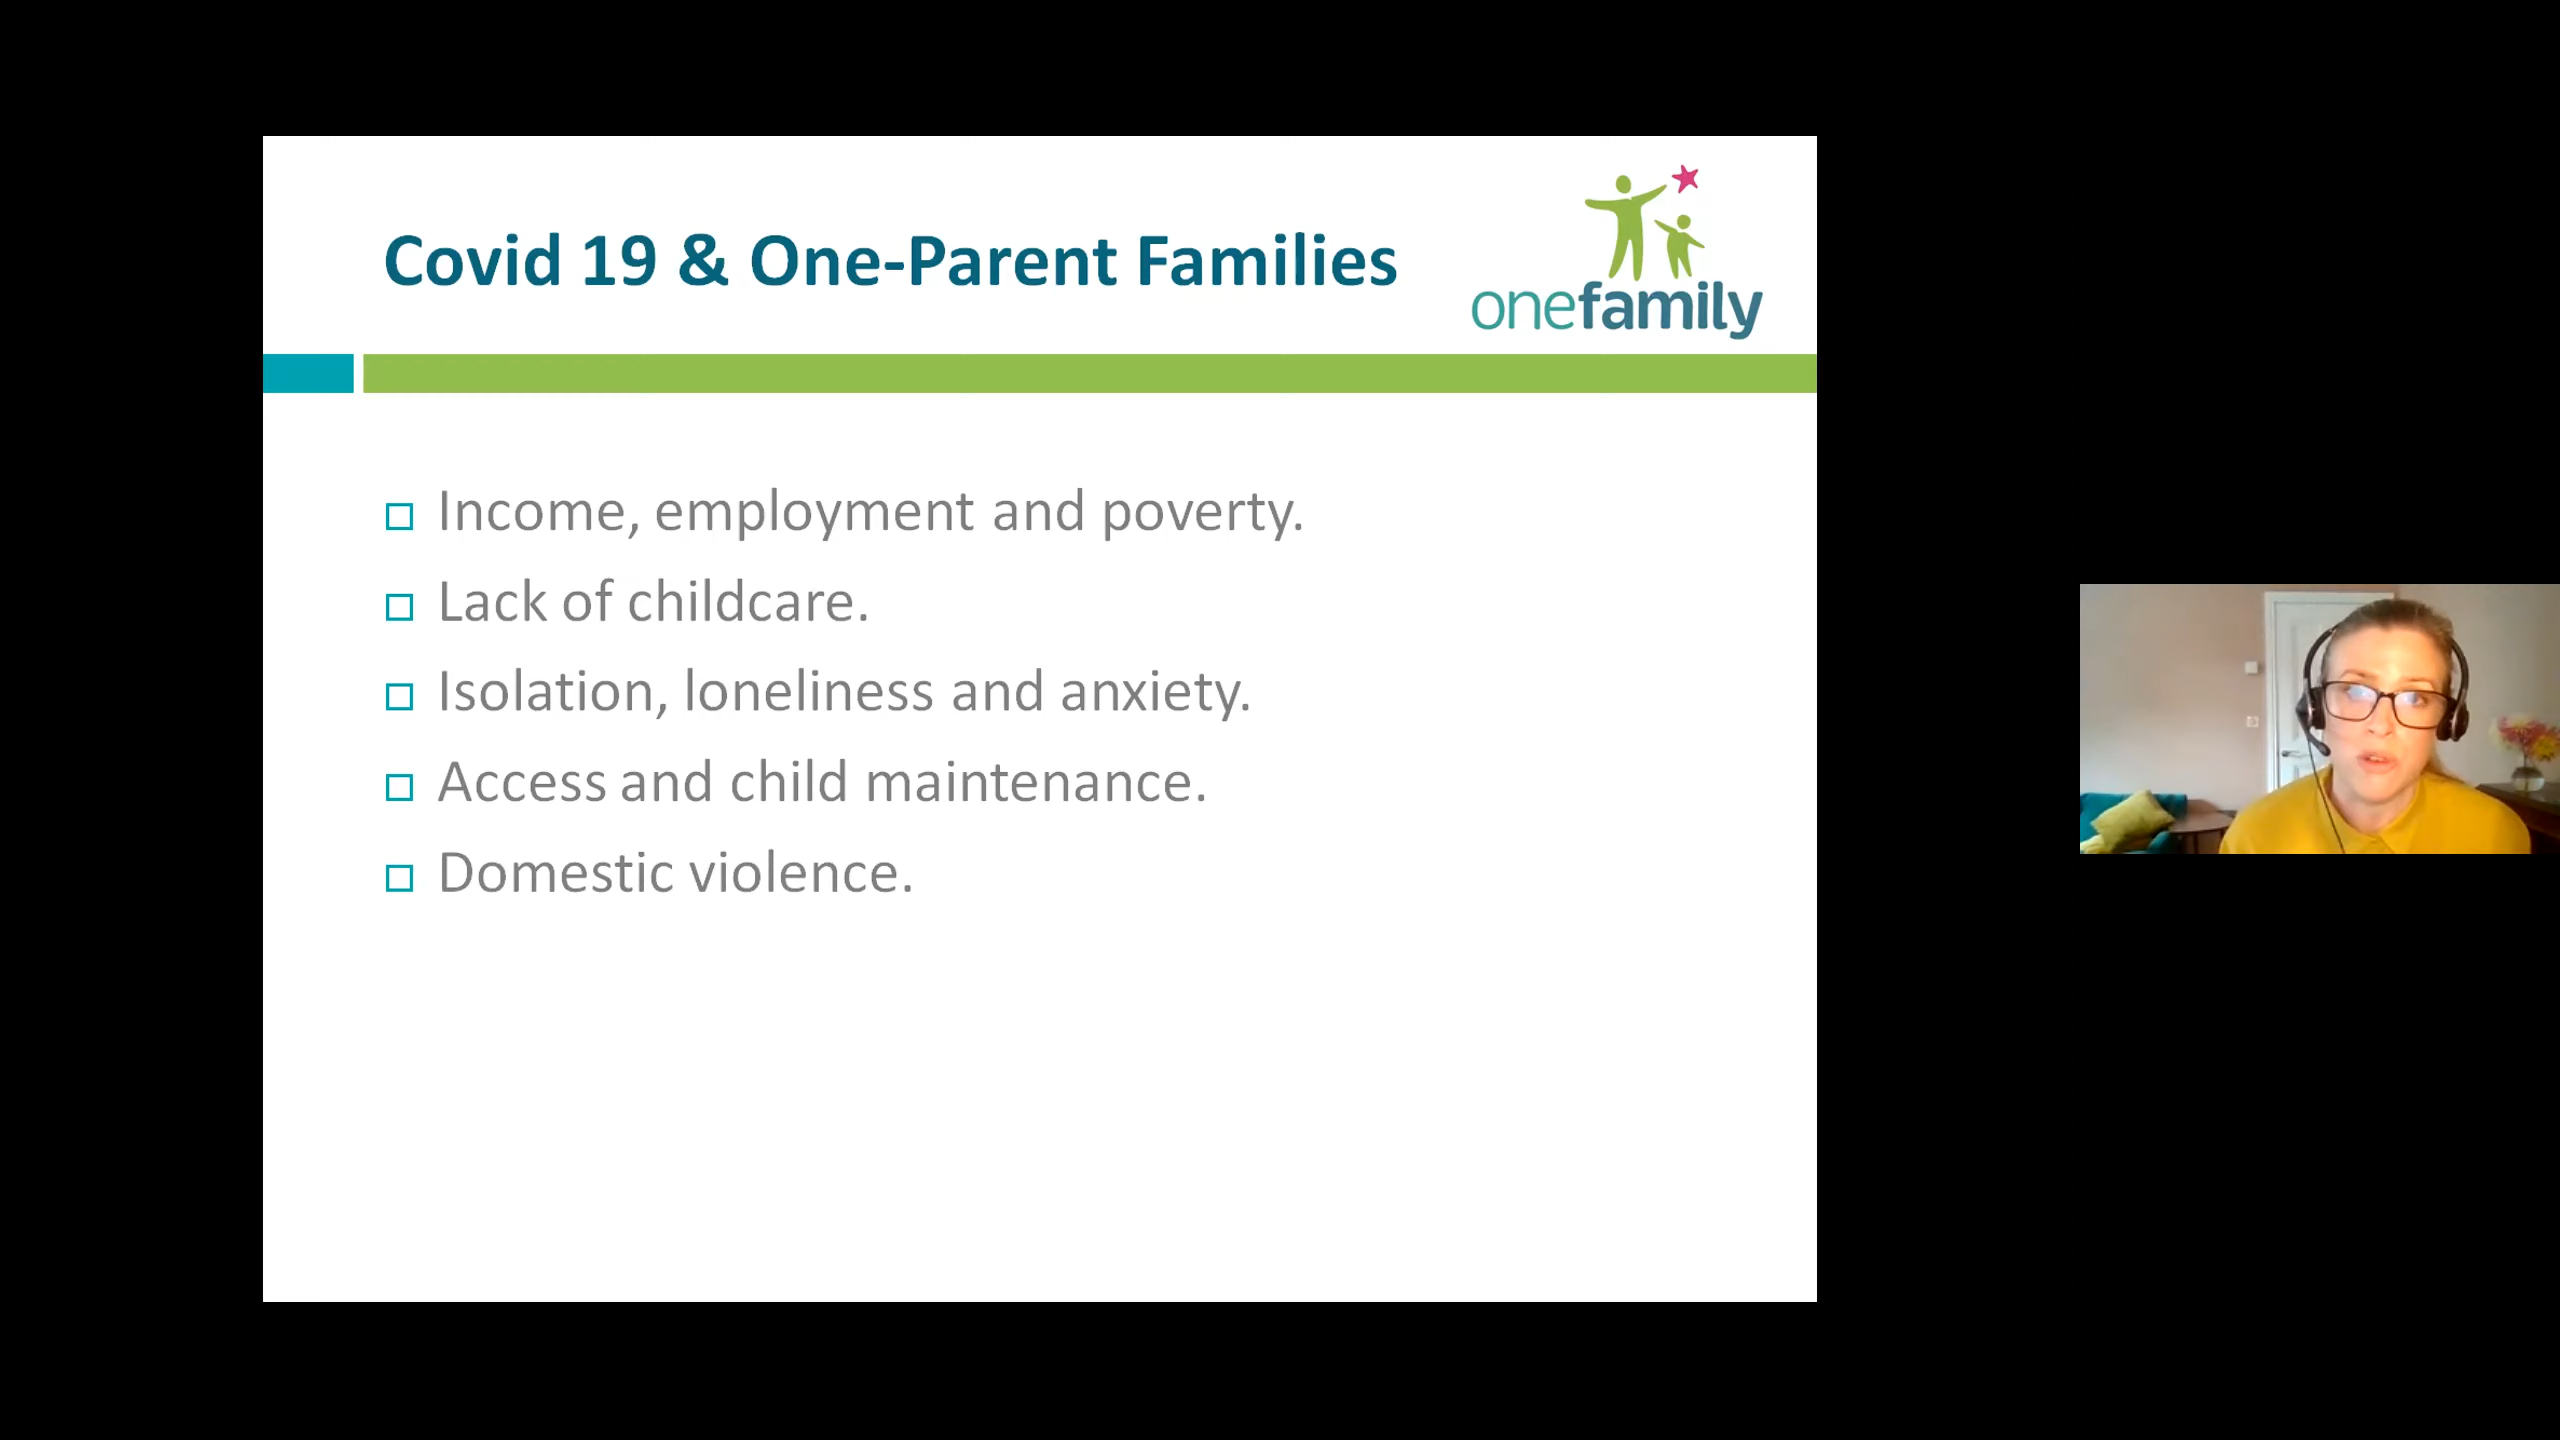 Covid 19 & One-Parent Families
onefamily
Income, employment and poverty.
Lack of childcare.
Isolation, loneliness and anxiety.
Access and child maintenance.
Domestic violence.